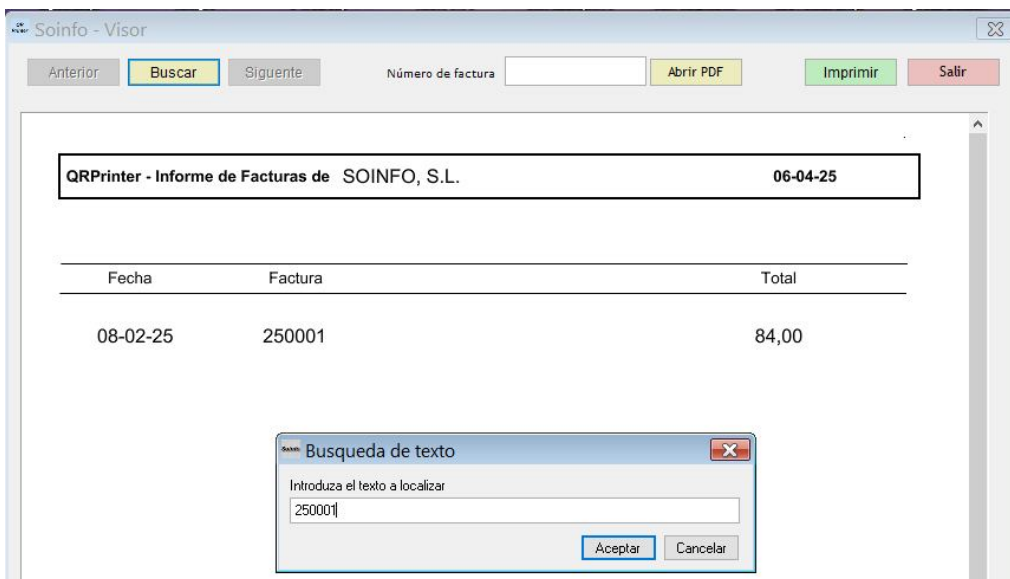 Soinfo - Visor
Anterior Buscar Siguente Número de factura Abrir PDF Imprimir Salir
QRPrinter - Informe de Facturas de SOINFO, S.L. 06-04-25
Fecha Factura Total
08-02-25 250001 84,00
Busqueda de texto
Introduza el texto a localizar
250001
Aceptar Cancelar